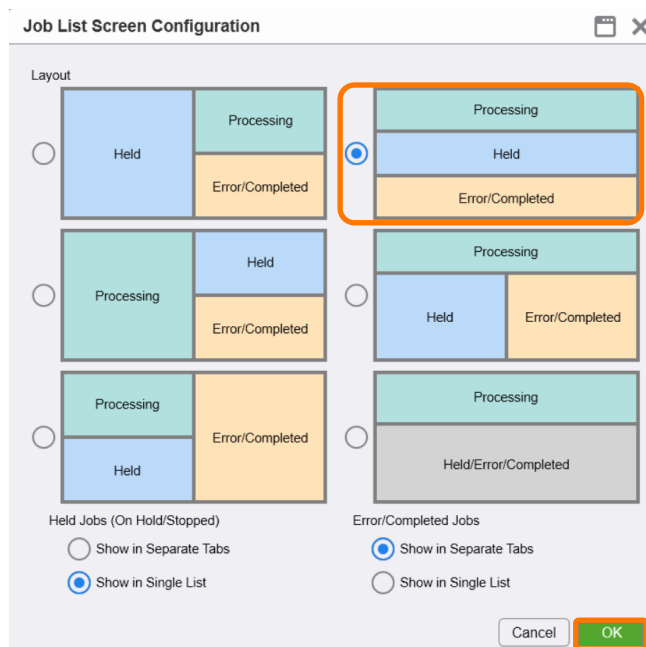 Job List Screen Configuration
Layout
Held
Processing
Error/Completed
Processing
Held
Error/Completed
Processing
Held
Error/Completed
Processing
Held
Error/Completed
Processing
Held
Error/Completed
Processing
Held/Error/Completed
Held Jobs (On Hold/Stopped)
Show in Separate Tabs
Show in Single List
Error/Completed Jobs
Show in Separate Tabs
Show in Single List
Cancel
OK